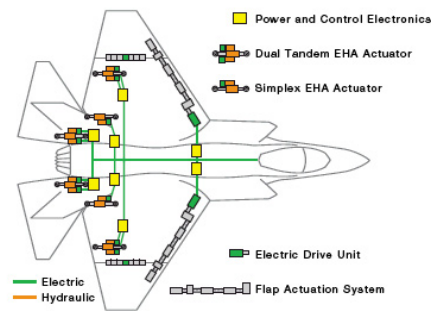 Power and Control Electronics
Dual Tandem EHA Actuator
Simplex EHA Actuator
Electric Drive Unit
Flap Actuation System
Electric
Hydraulic